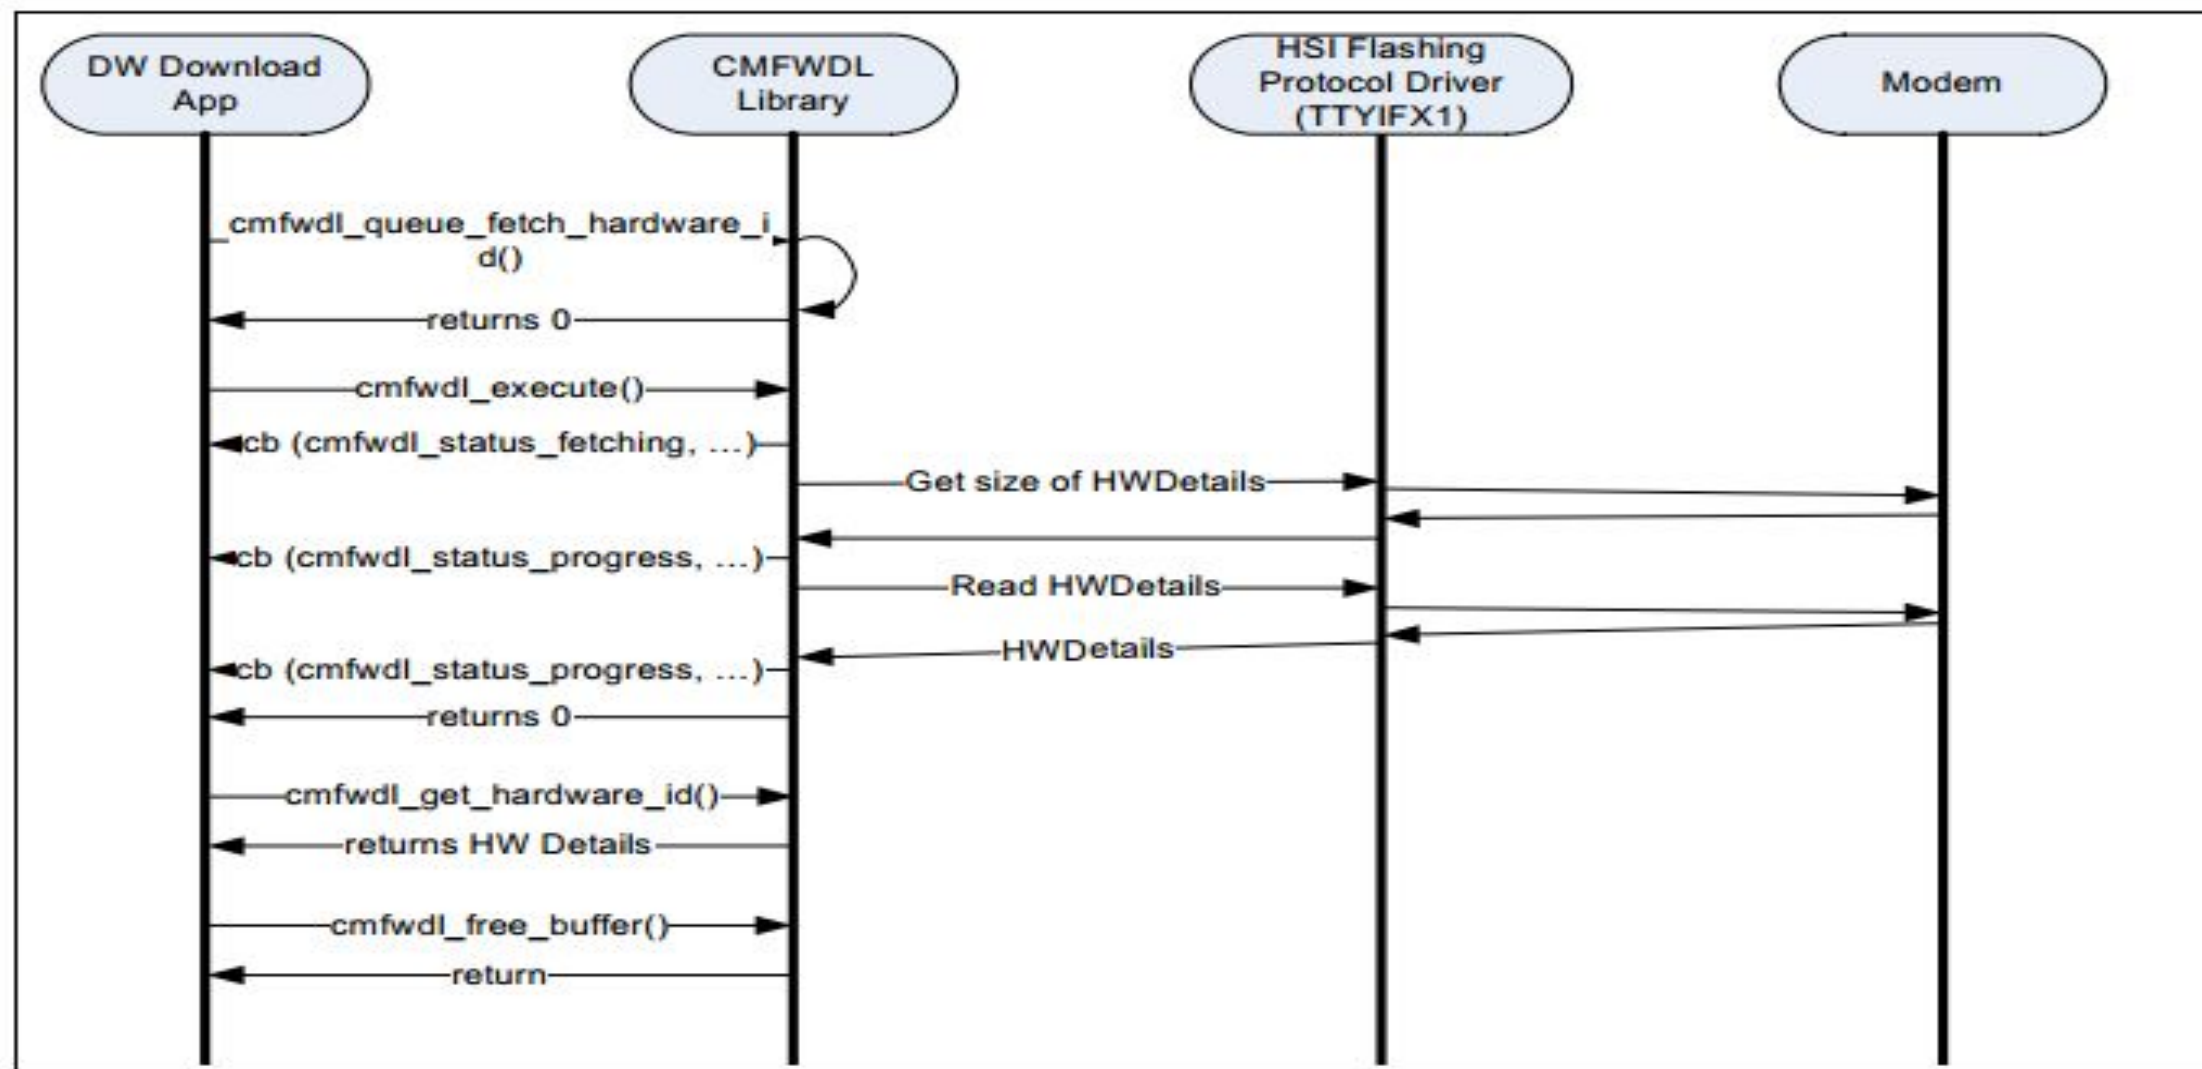 DW Download
App
CMFWDL
Library
HSI Flashing
Protocol Driver
(TTYIFX1)
Modem
cmfwdl_queue_fetch_hardware_i
d()
returns 0
cmfwdl_execute()
cb (cmfwdl_status_fetching, ...)
Get size of HWDetails
cb (cmfwdl_status_progress, ...)
Read HWDetails
HWDetails
cb (cmfwdl_status_progress, ...)
returns 0
cmfwdl_get_hardware_id()
returns HW Details
cmfwdl_free_buffer()
return